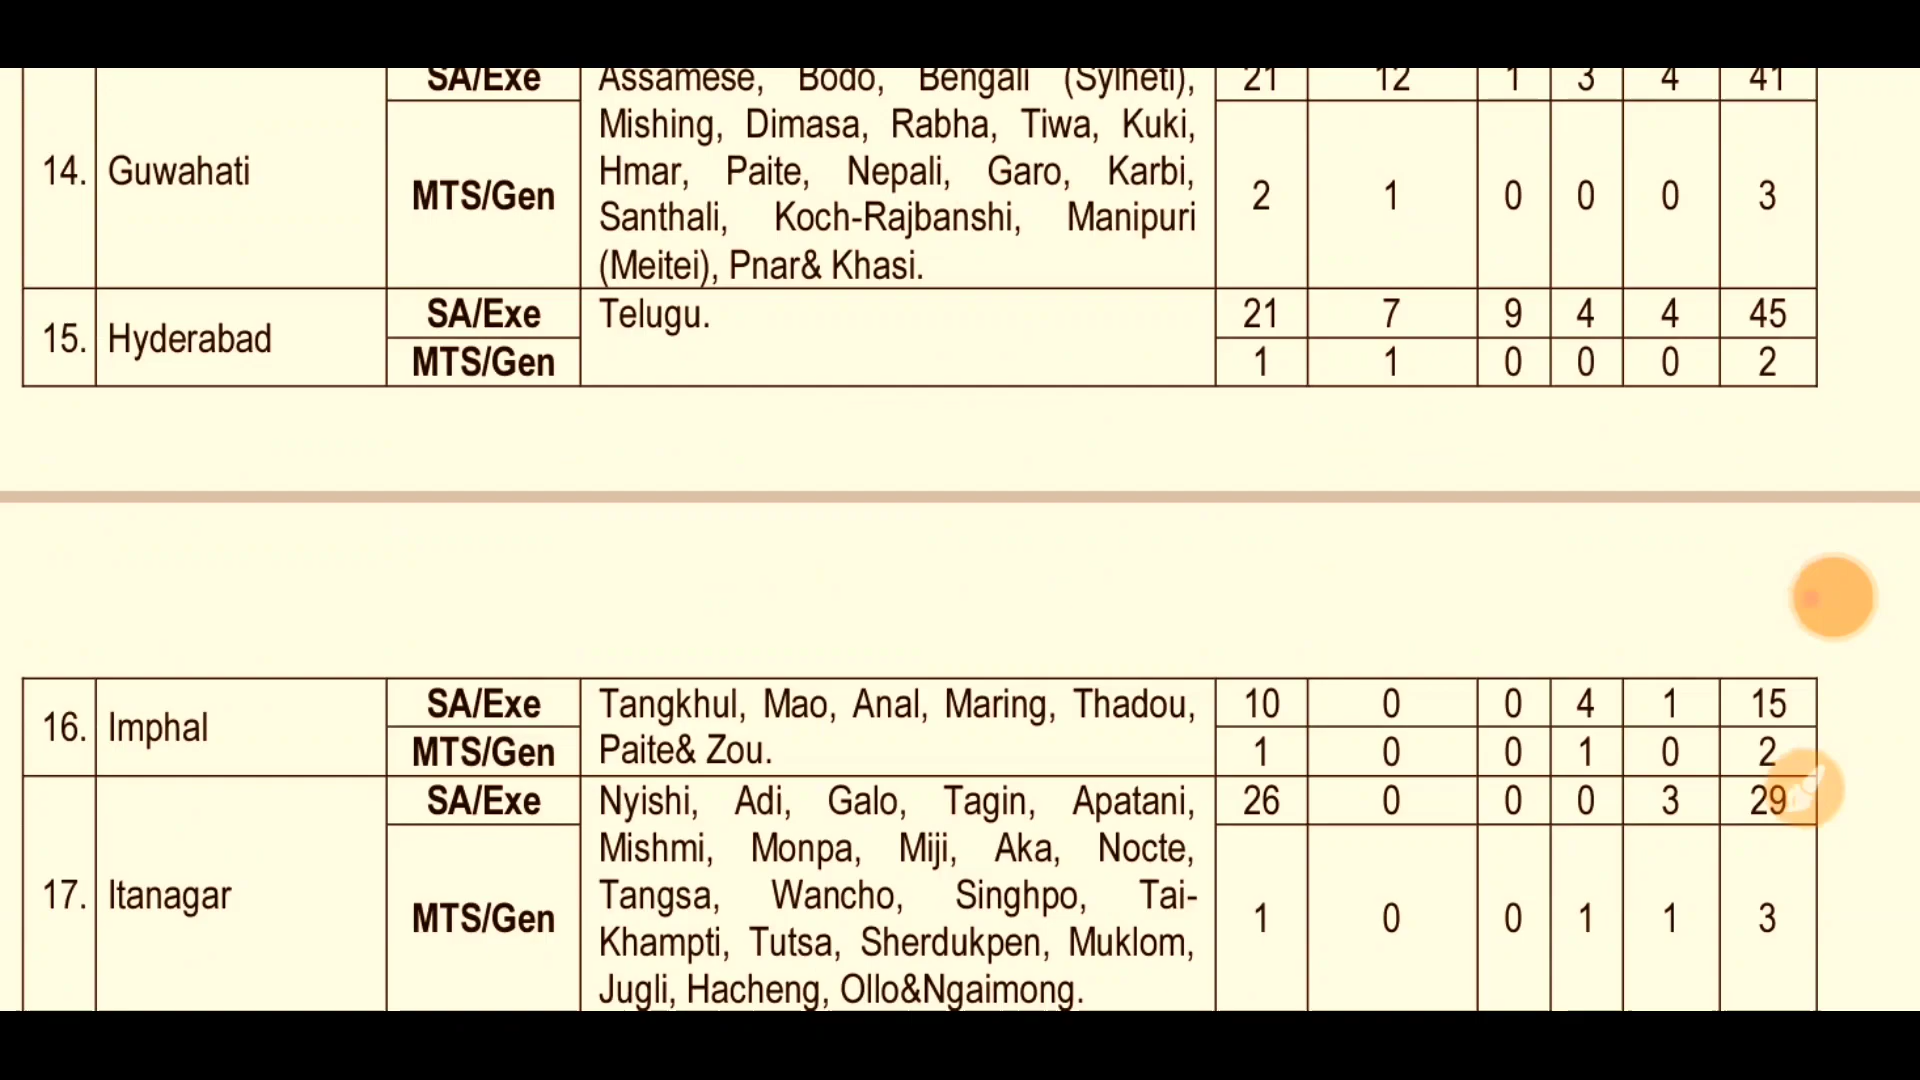 SA/Exe Assamese, Bodo, Bengali (Sylheti), 21 12 1 3 4 41
14. Guwahati MTS/Gen Mishing, Dimasa, Rabha, Tiwa, Kuki, 2 1 0 0 0 3
Hmar, Paite, Nepali, Garo, Karbi,
Santhali, Koch-Rajbanshi, Manipuri
(Meitei), Pnar& Khasi.
15. Hyderabad SA/Exe Telugu. 21 7 9 4 4 45
MTS/Gen 1 1 0 0 0 2
16. Imphal SA/Exe Tangkhul, Mao, Anal, Maring, Thadou, 10 0 0 4 1 15
MTS/Gen Paite& Zou. 1 0 0 1 0 2
17. Itanagar SA/Exe Nyishi, Adi, Galo, Tagin, Apatani, 26 0 0 0 3 29
MTS/Gen Mishmi, Monpa, Miji, Aka, Nocte, 1 0 0 1 1 3
Tangsa, Wancho, Singhpo, Tai-
Khampti, Tutsa, Sherdukpen, Muklom,
Jugli, Hacheng, Ollo&Ngaimong.